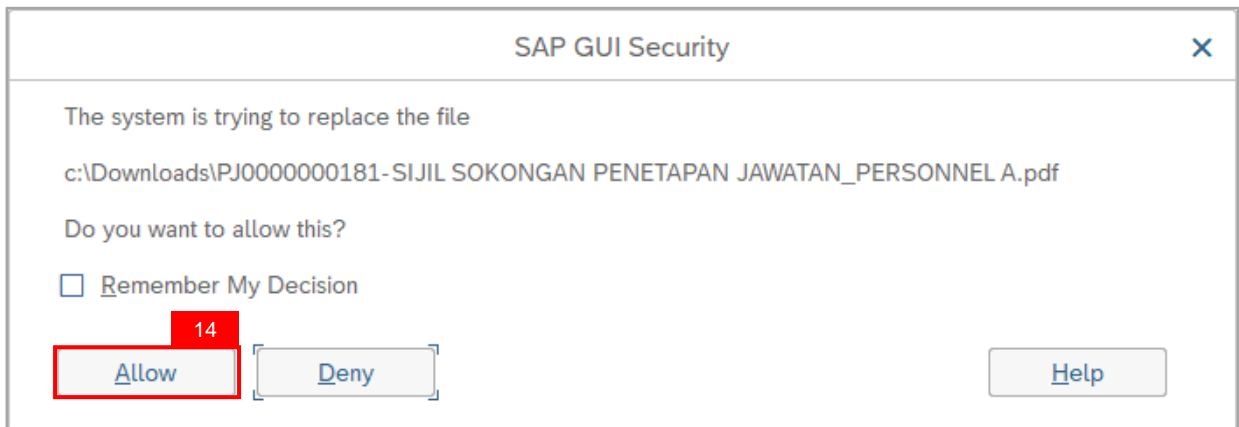 SAP GUI Security
The system is trying to replace the file
c:\Downloads\PJ0000000181-SIJIL SOKONGAN PENETAPAN JAWATAN_PERSONNEL A.pdf
Do you want to allow this?
Remember My Decision
14
Allow Deny Help